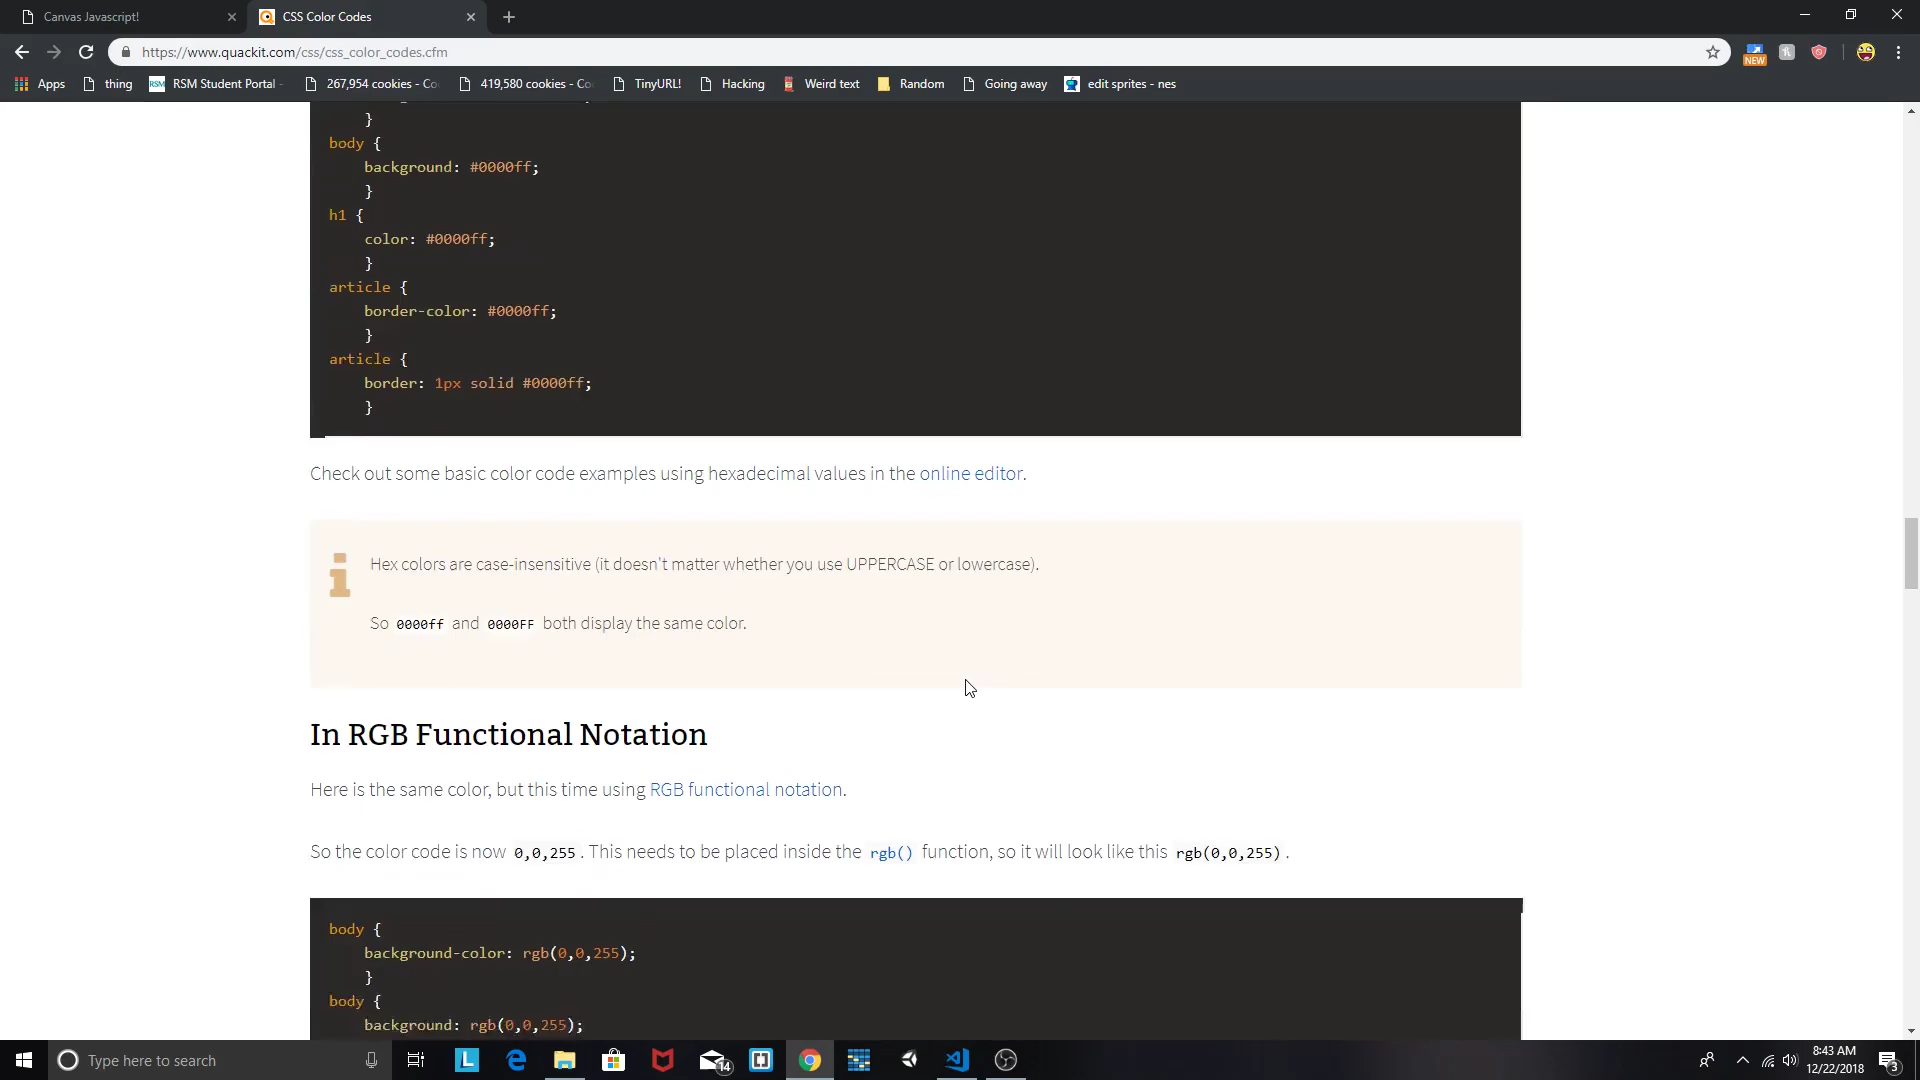 Canvas Javascript!
CSS Color Codes
https://www.quackit.com/css/css_color_codes.cfm
NEW
Apps
thing
RSM RSM Student Portal
267,954 cookies - Co
419,580 cookies - Co
TinyURL!
Hacking
Weird text
Random
Going away
edit sprites - nes
}
body {
background: #0000ff;
}
h1 {
color: #0000ff;
}
article {
border-color: #0000ff;
}
article {
border: 1px solid #0000ff;
}
Check out some basic color code examples using hexadecimal values in the online editor.
Hex colors are case-insensitive (it doesn't matter whether you use UPPERCASE or lowercase).
So 0000ff and 0000FF both display the same color.
In RGB Functional Notation
Here is the same color, but this time using RGB functional notation.
So the color code is now 0,0,255. This needs to be placed inside the rgb() function, so it will look like this rgb(0,0,255).
body {
background-color: rgb(0,0,255);
}
body {
background: rgb(0,0,255);
Type here to search
L
14
8:43 AM
12/22/2018
3